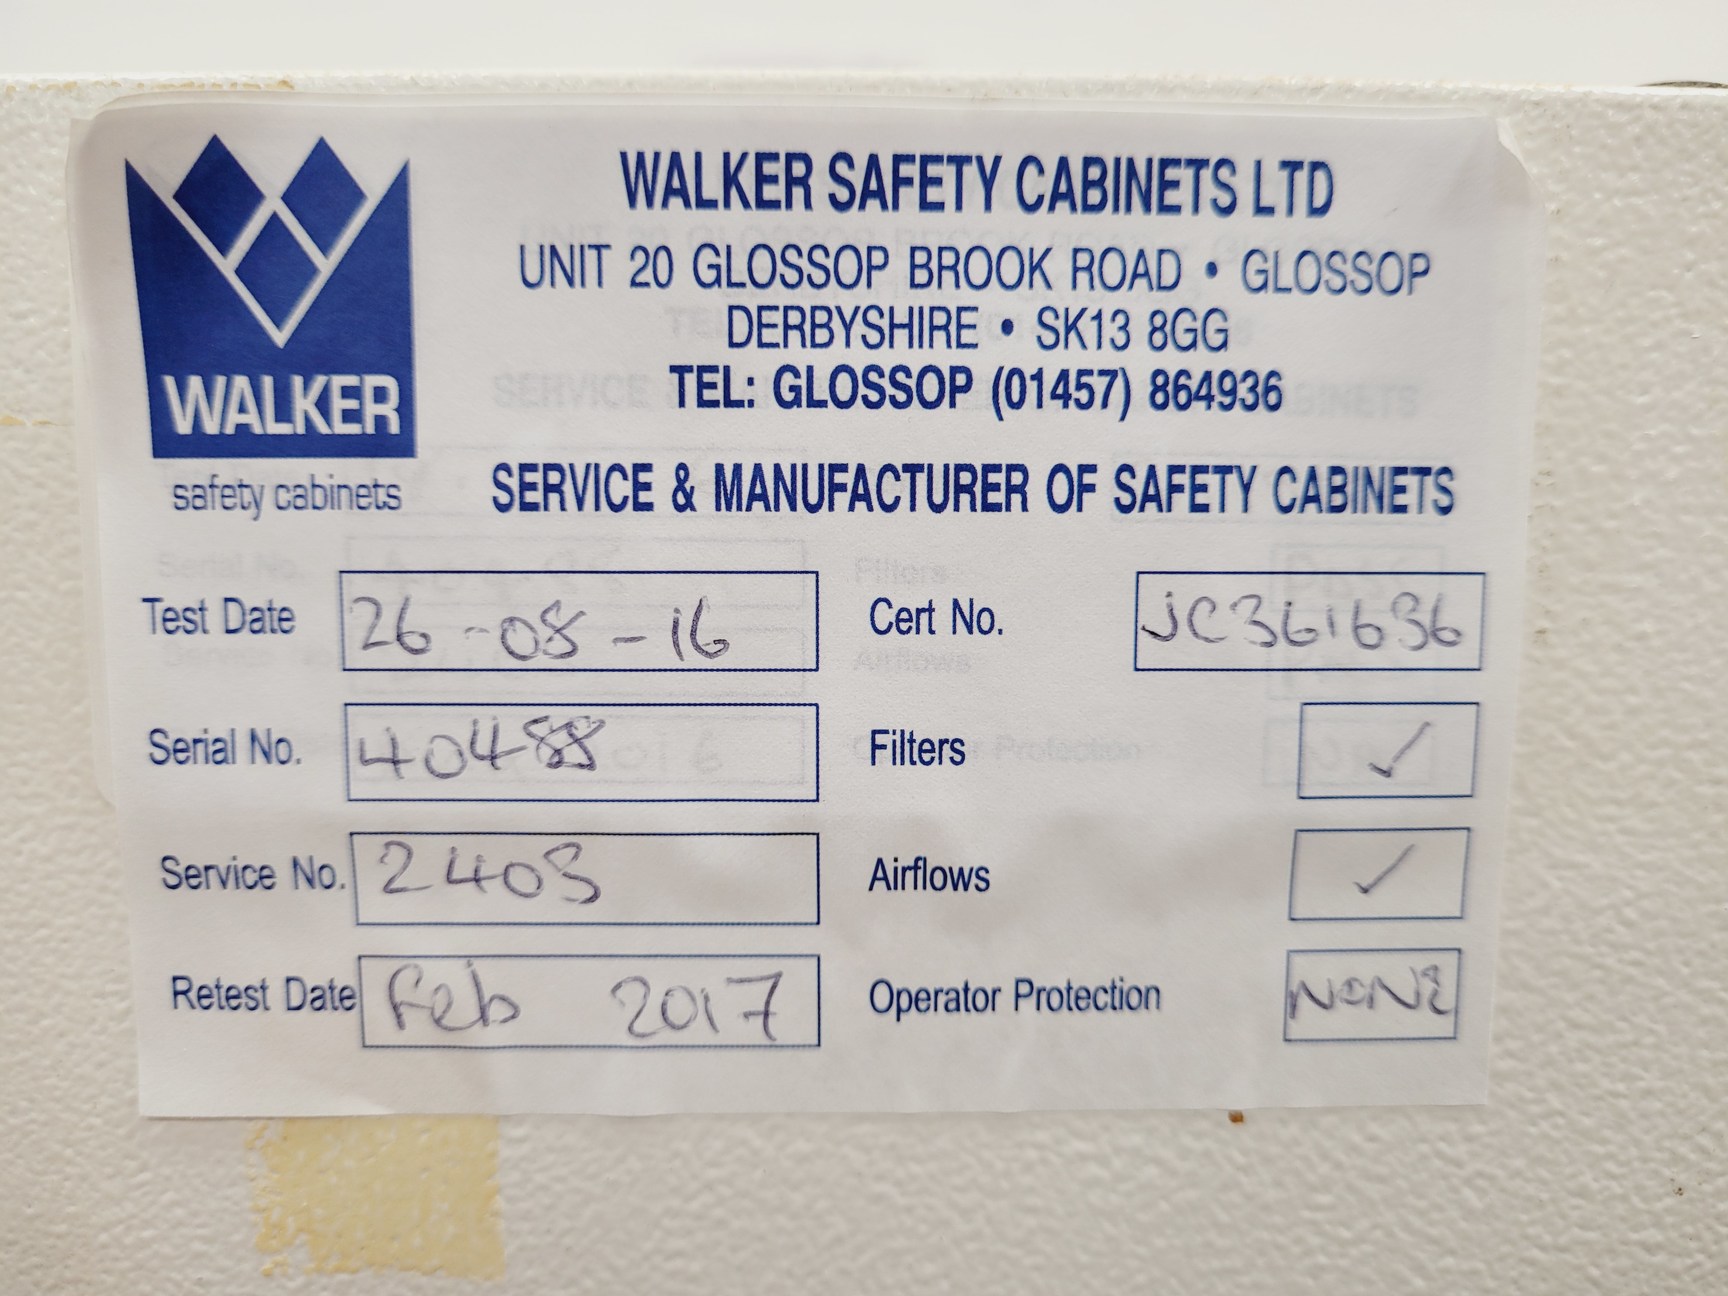 WALKER
safety cabinets
WALKER SAFETY CABINETS LTD
UNIT 20 GLOSSOP BROOK ROAD • GLOSSOP
DERBYSHIRE • SK13 8GG
TEL: GLOSSOP (01457) 864936
SERVICE & MANUFACTURER OF SAFETY CABINETS
Test Date 26-08-16 Cert No.
Serial No. 40488 Filters ✓
Service No. Airflows ✓
Retest Date Feb 2017 Operator Protection NONE